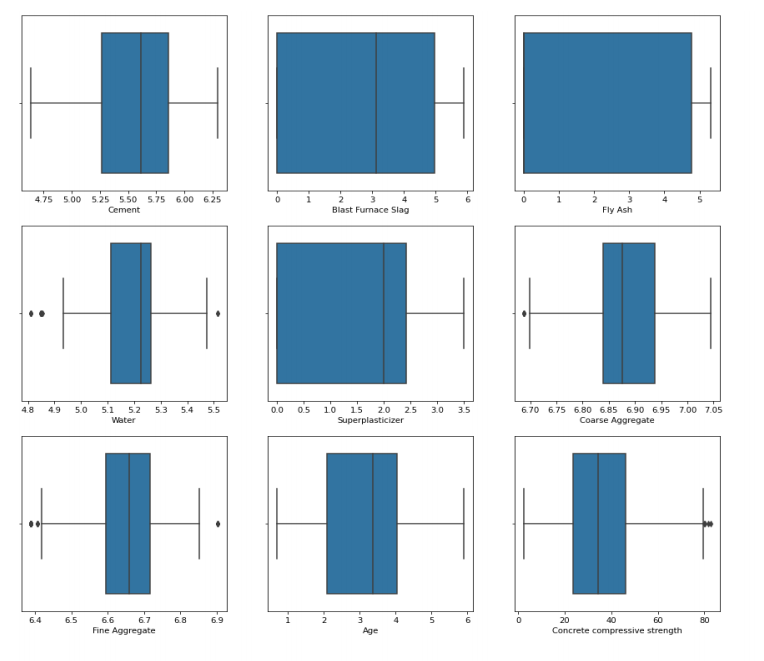 4.75 5.00 5.25 5.50 5.75 6.00 6.25
Cement
0 1 2 3 4 5 6
Blast Furnace Slag
0 1 2 3 4 5
Fly Ash
4.8 4.9 5.0 5.1 5.2 5.3 5.4 5.5
Water
0.0 0.5 1.0 1.5 2.0 2.5 3.0 3.5
Superplasticizer
6.70 6.75 6.80 6.85 6.90 6.95 7.00 7.05
Coarse Aggregate
6.4 6.5 6.6 6.7 6.8 6.9
Fine Aggregate
1 2 3 4 5 6
Age
0 20 40 60 80
Concrete compressive strength